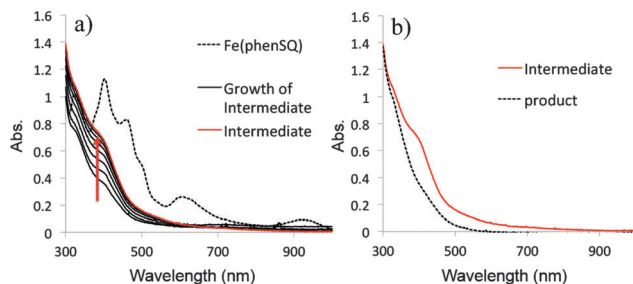 a)
1.6
1.4
1.2
1
0.8
0.6
0.4
0.2
0
Abs.
300 500 700 900
Wavelength (nm)
Fe(phenSQ)
Growth of
Intermediate
Intermediate
b)
1.6
1.4
1.2
1
0.8
0.6
0.4
0.2
0
Abs.
300 500 700 900
Wavelength (nm)
Intermediate
product